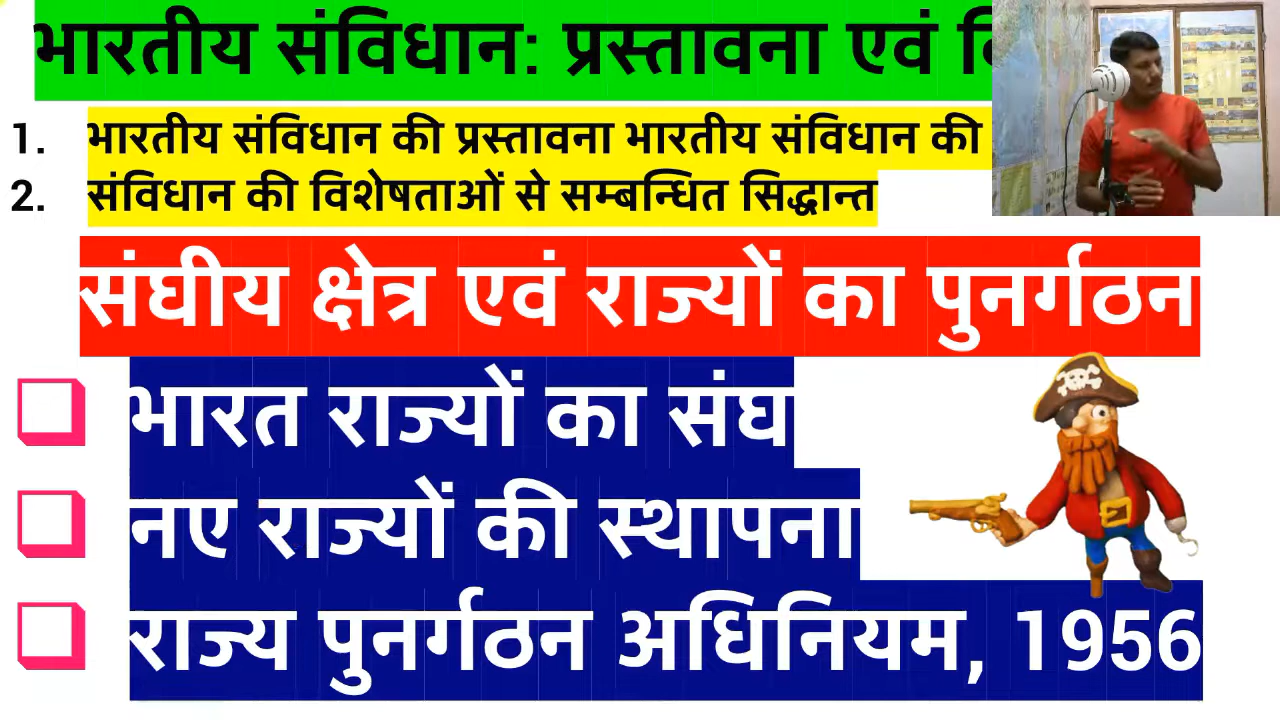 भारतीय संविधान: प्रस्तावना एवं
1. भारतीय संविधान की प्रस्तावना भारतीय संविधान की
2. संविधान की विशेषताओं से सम्बन्धित सिद्धान्त
संघीय क्षेत्र एवं राज्यों का पुनर्गठन
भारत राज्यों का संघ
नए राज्यों की स्थापना
राज्य पुनर्गठन अधिनियम, 1956